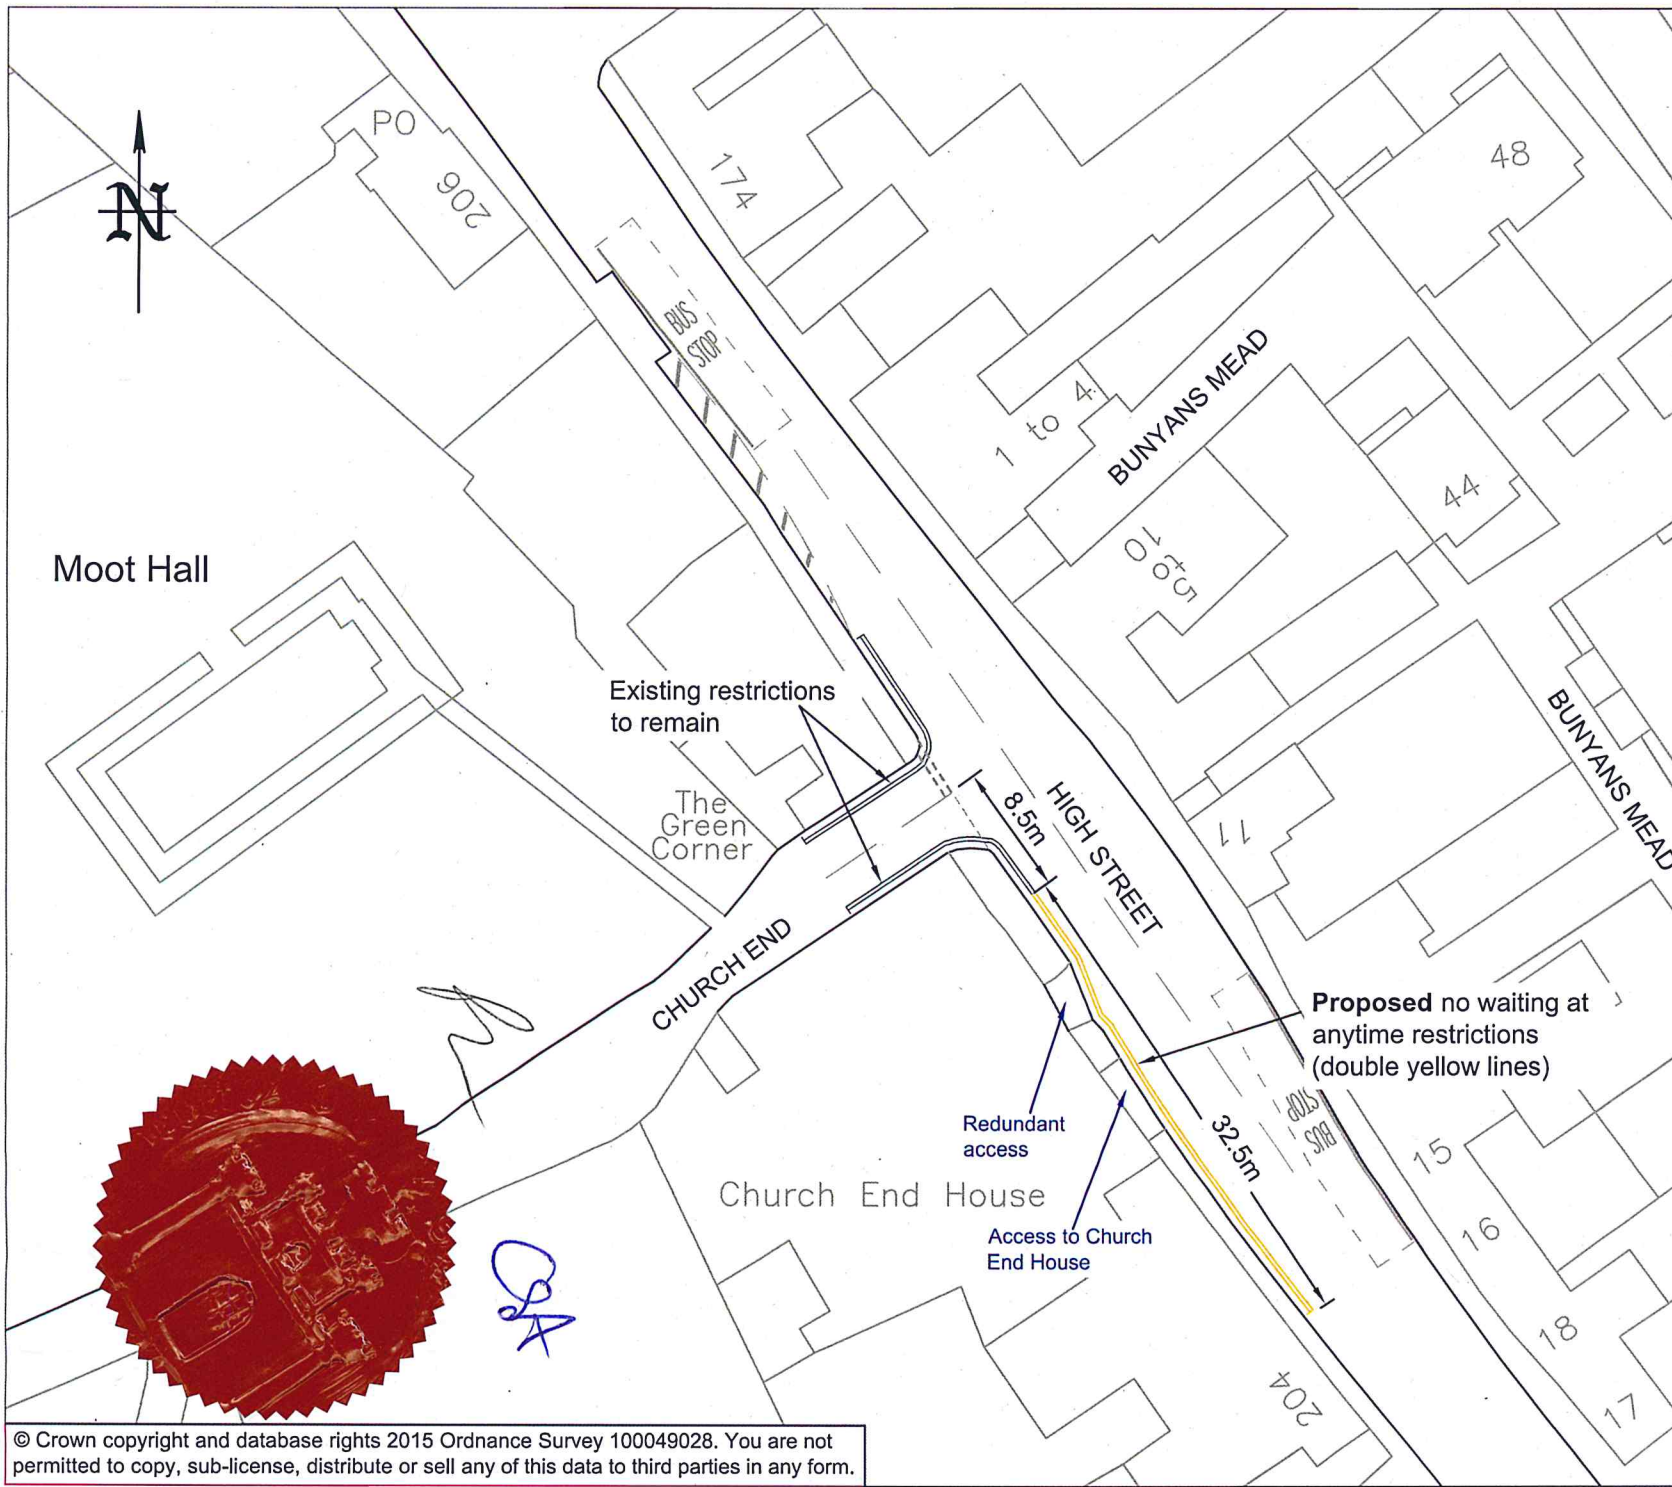 PO
206
N
174
48
BUS
STOP
1 to 4
BUNYANS MEAD
44
5 to 10
Moot Hall
Existing restrictions
to remain
BUNYANS MEAD
The
Green
Corner
8.5m
HIGH STREET
11
CHURCH END
Proposed no waiting at
anytime restrictions
(double yellow lines)
BUS
STOP
Redundant
access
32.5m
15
Church End House
Access to Church
End House
16
18
204
17
© Crown copyright and database rights 2015 Ordnance Survey 100049028. You are not
permitted to copy, sub-license, distribute or sell any of this data to third parties in any form.